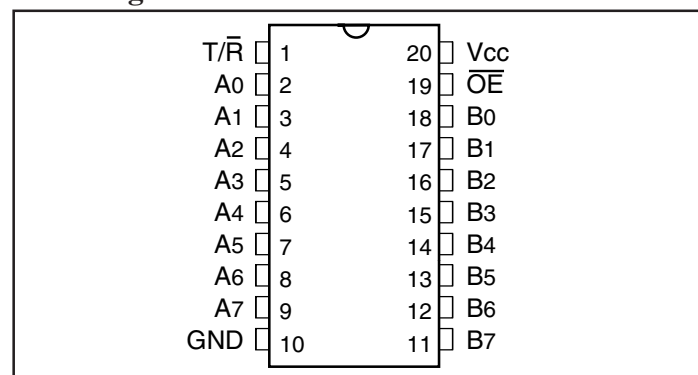 g
T/R̅ 1 20 Vcc
A0 2 19 O̅E̅
A1 3 18 B0
A2 4 17 B1
A3 5 16 B2
A4 6 15 B3
A5 7 14 B4
A6 8 13 B5
A7 9 12 B6
GND 10 11 B7